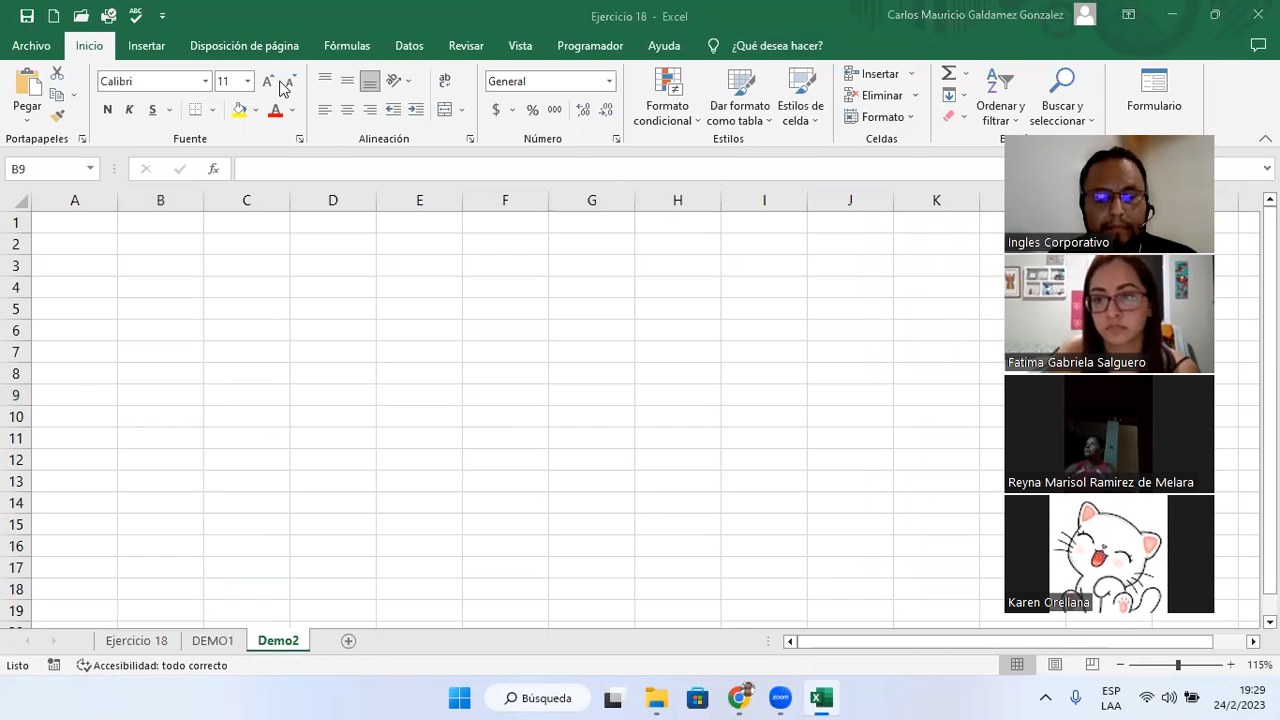 Ejercicio 18 - Excel
Carlos Mauricio Galdamez Gonzalez
Archivo Inicio Insertar Disposición de página Fórmulas Datos Revisar Vista Programador Ayuda ¿Qué desea hacer?
Pegar
Calibri 11
N K S
ab
General
$ % 000
Formato condicional
Dar formato como tabla
Estilos de celda
Insertar
Eliminar
Formato
Ordenar y filtrar
Buscar y seleccionar
Formulario
Portapapeles Fuente Alineación Número Estilos Celdas
B9
fx
A B C D E F G H I J K
1
2
3
4
5
6
7
8
9
10
11
12
13
14
15
16
17
18
19
Ingles Corporativo
Fatima Gabriela Salguero
Reyna Marisol Ramirez de Melara
Karen Orellana
Ejercicio 18 DEMO1 Demo2
Listo Accesibilidad: todo correcto 115%
Búsqueda
zoom
ESP
LAA
19:29
24/2/2023